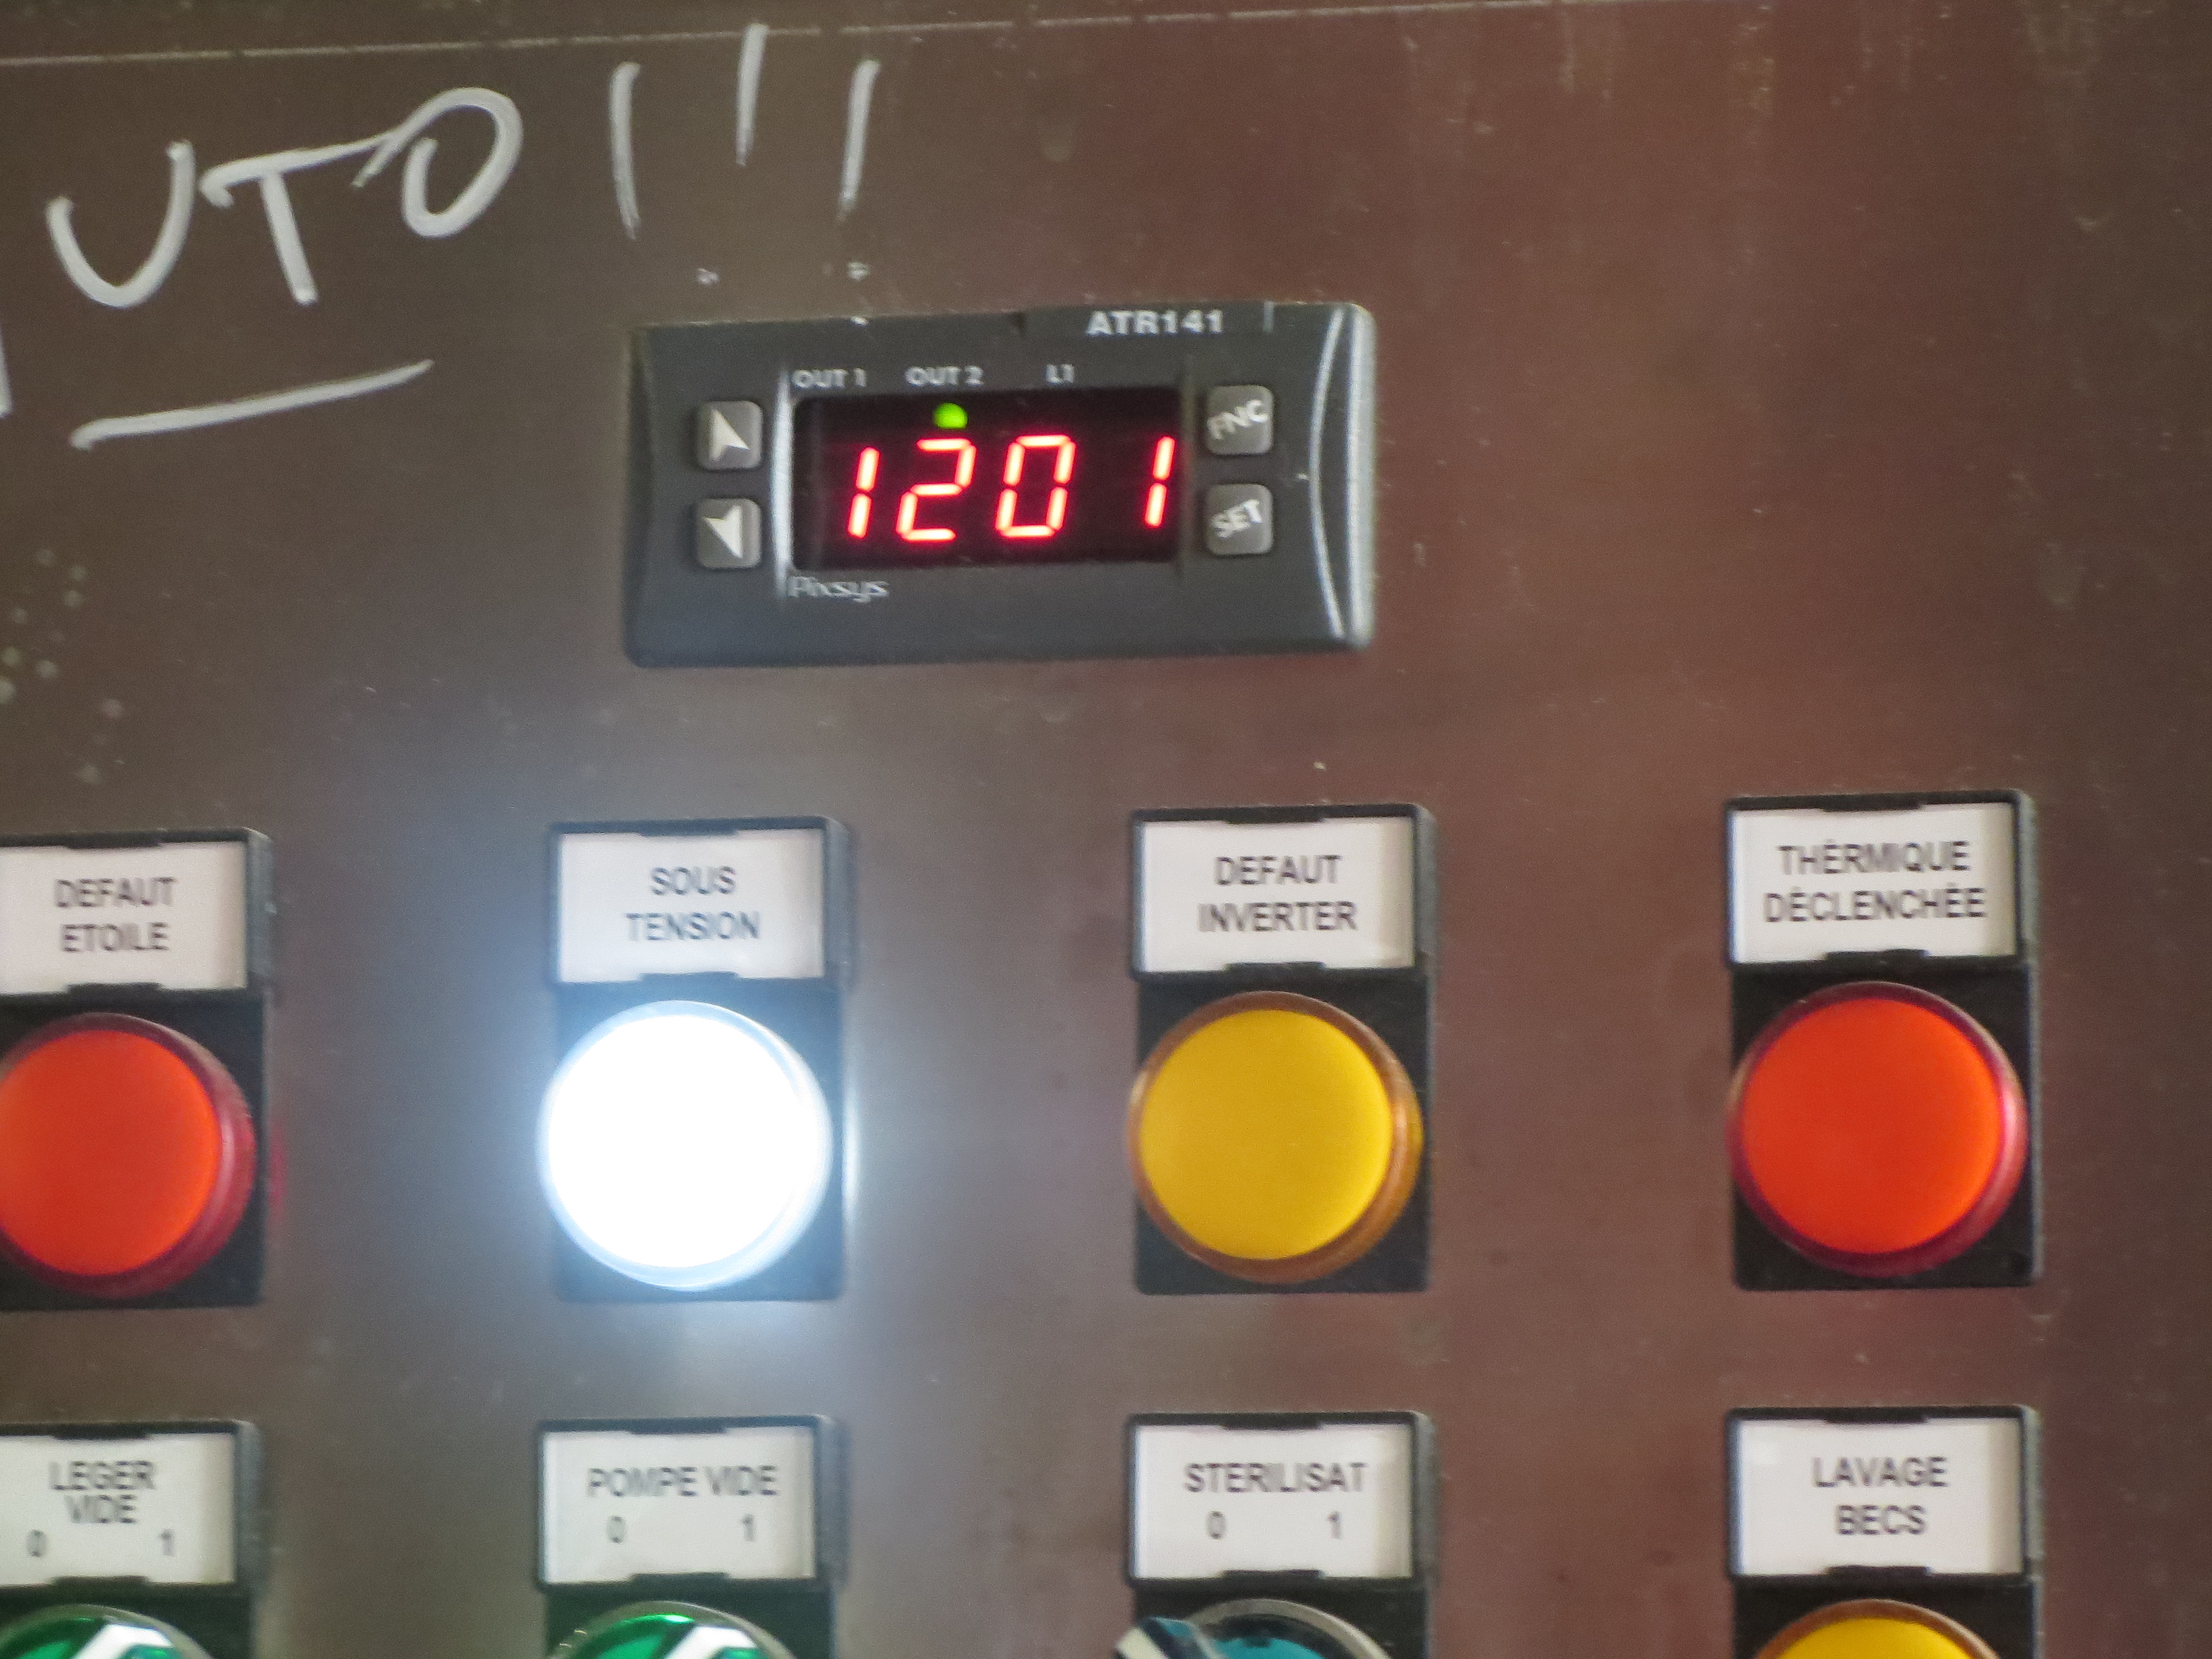 UTO !!!
ATR141
OUT 1 OUT 2 L1
FNC
1201
SET
Pixsys
DEFAUT
ETOILE
SOUS
TENSION
DEFAUT
INVERTER
THÈRMIQUE
DÉCLENCHÉE
LEGER
VIDE
0 1
POMPE VIDE
0 1
STERILISAT
0 1
LAVAGE
BECS